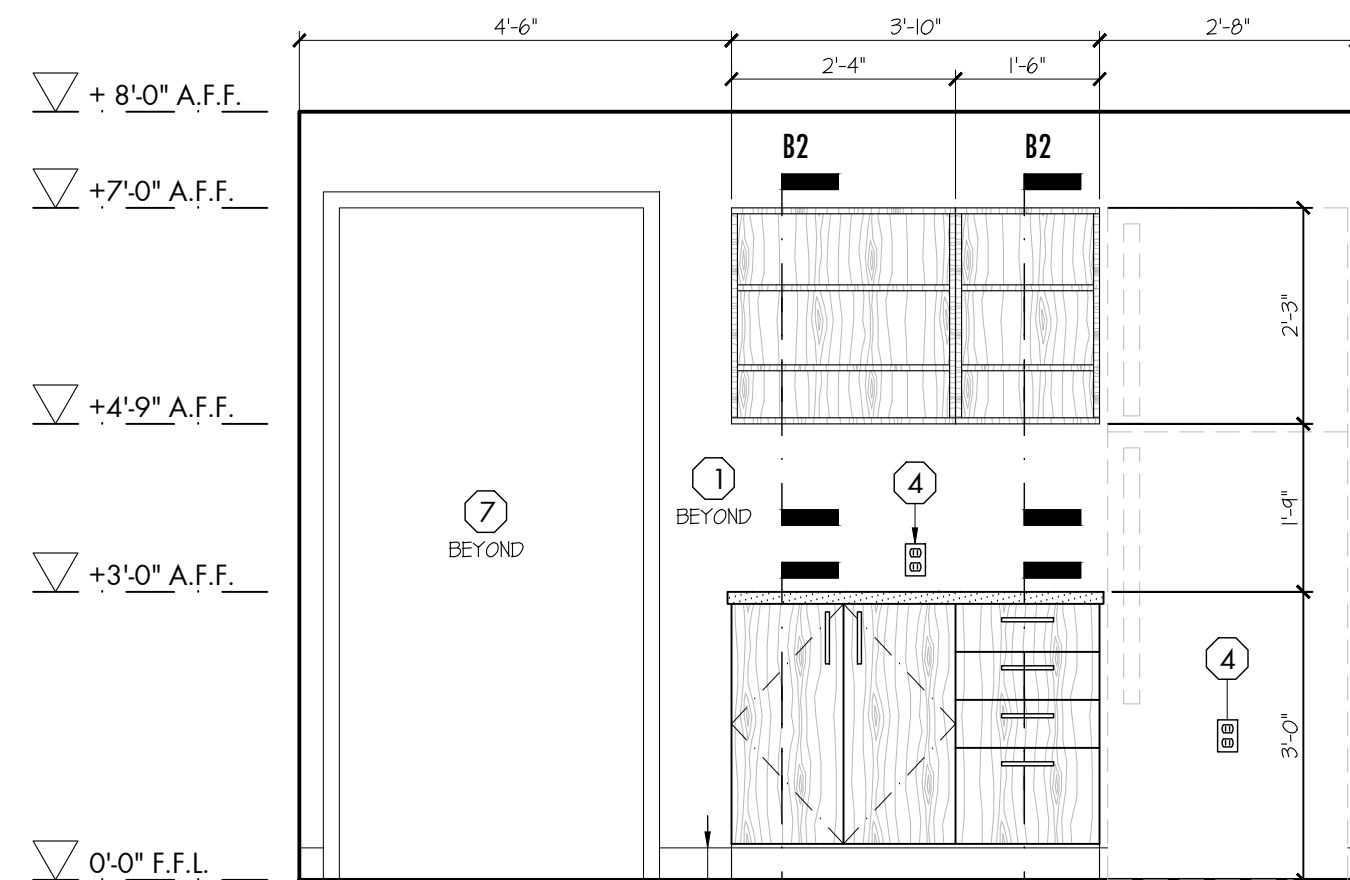 4'-6"
3'-10"
2'-8"
2'-4"
1'-6"
+ 8'-0" A.F.F.
B2
B2
+7'-0" A.F.F.
2'-3"
+4'-9" A.F.F.
1
BEYOND
4
7
BEYOND
1'-9"
+3'-0" A.F.F.
4
3'-0"
0'-0" F.F.L.